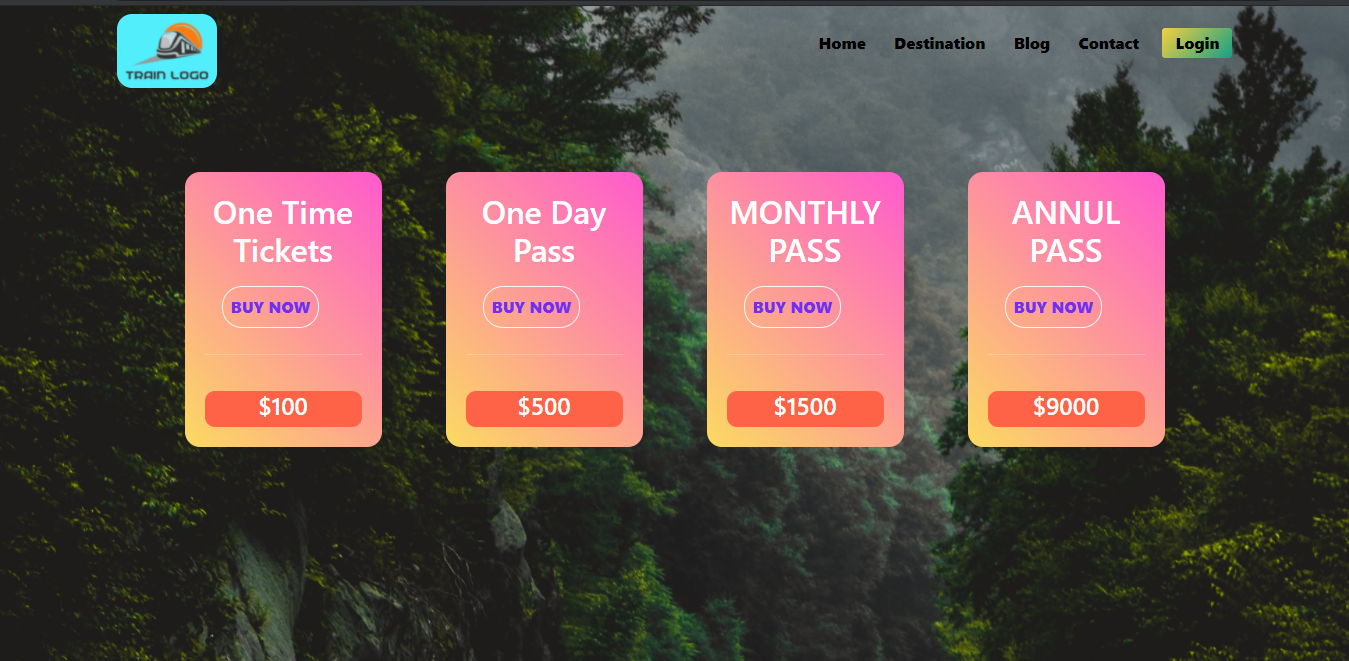 TRAIN LOGO
Home Destination Blog Contact Login
One Time
Tickets
BUY NOW
$100
One Day
Pass
BUY NOW
$500
MONTHLY
PASS
BUY NOW
$1500
ANNUL
PASS
BUY NOW
$9000